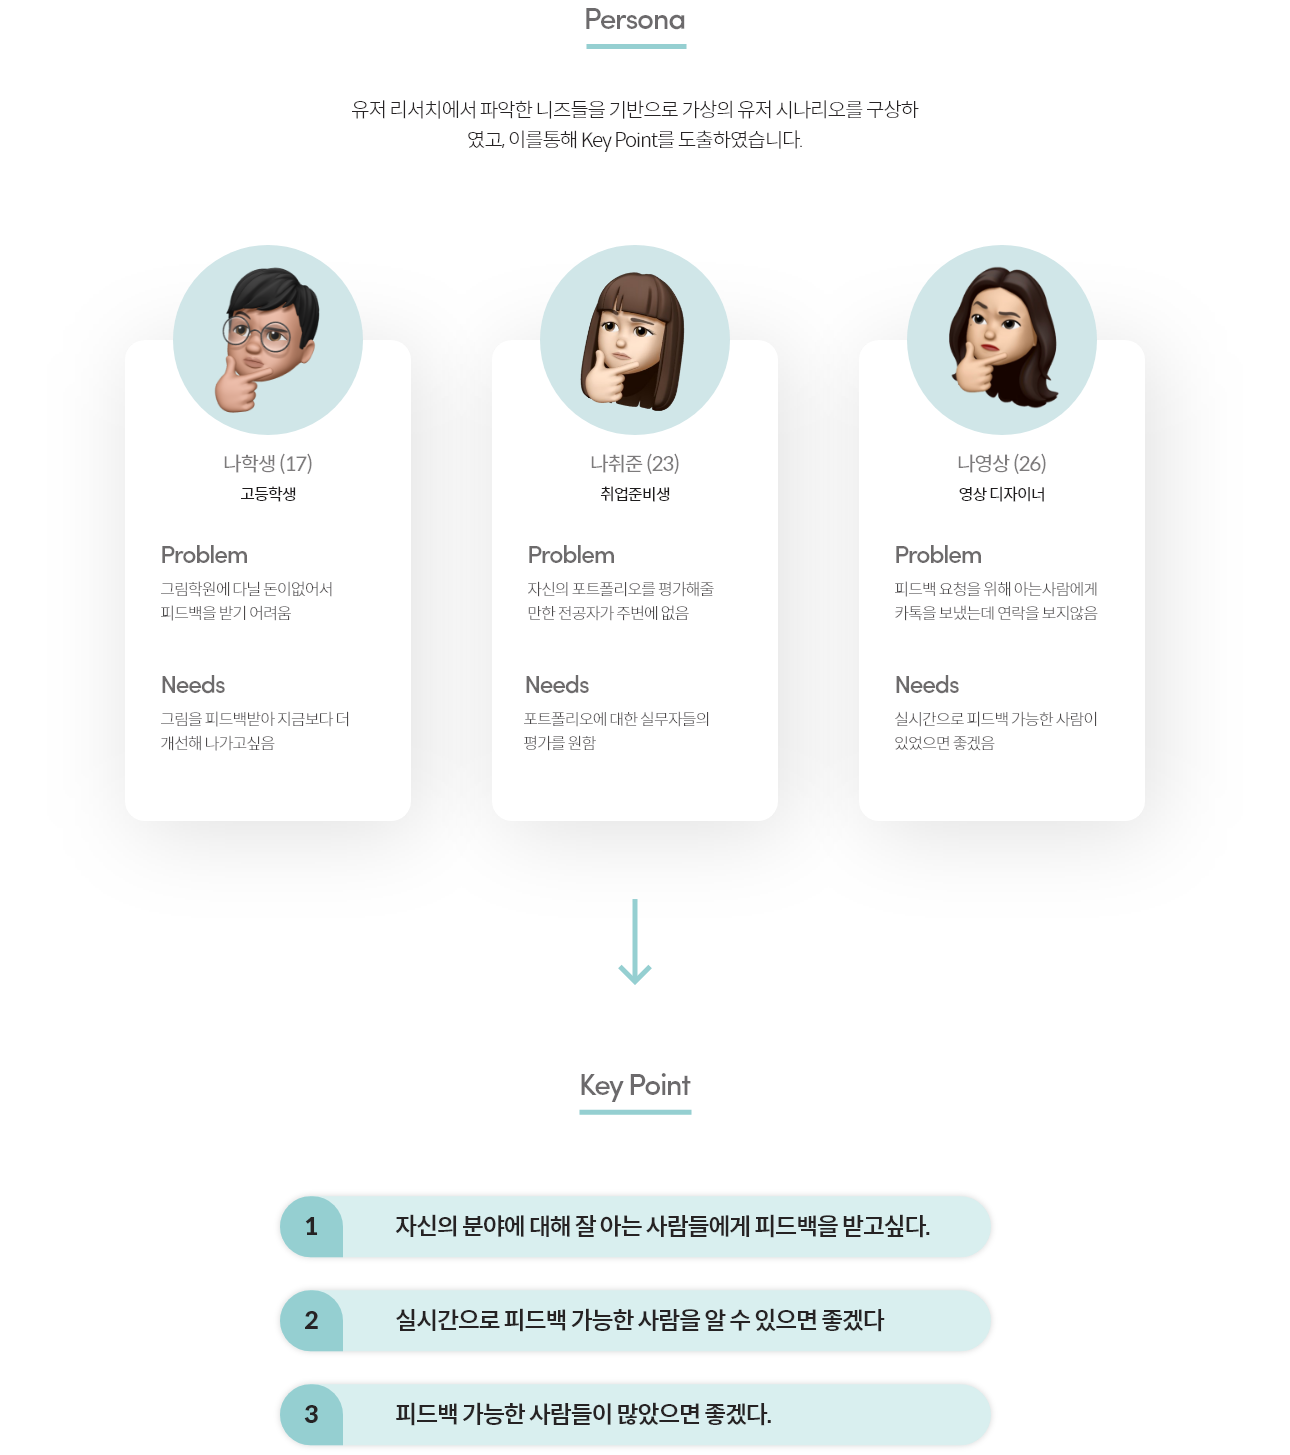 Persona
유저 리서치에서 파악한 니즈들을 기반으로 가상의 유저 시나리오를 구상하
였고, 이를통해 Key Point를 도출하였습니다.
나학생 (17)
고등학생
Problem
그림학원에 다닐 돈이없어서
피드백을 받기 어려움
Needs
그림을 피드백받아 지금보다 더
개선해 나가고싶음
나취준 (23)
취업준비생
Problem
자신의 포트폴리오를 평가해줄
만한 전공자가 주변에 없음
Needs
포트폴리오에 대한 실무자들의
평가를 원함
나영상 (26)
영상 디자이너
Problem
피드백 요청을 위해 아는사람에게
카톡을 보냈는데 연락을 보지않음
Needs
실시간으로 피드백 가능한 사람이
있었으면 좋겠음
Key Point
1 자신의 분야에 대해 잘 아는 사람들에게 피드백을 받고싶다.
2 실시간으로 피드백 가능한 사람을 알 수 있으면 좋겠다
3 피드백 가능한 사람들이 많았으면 좋겠다.